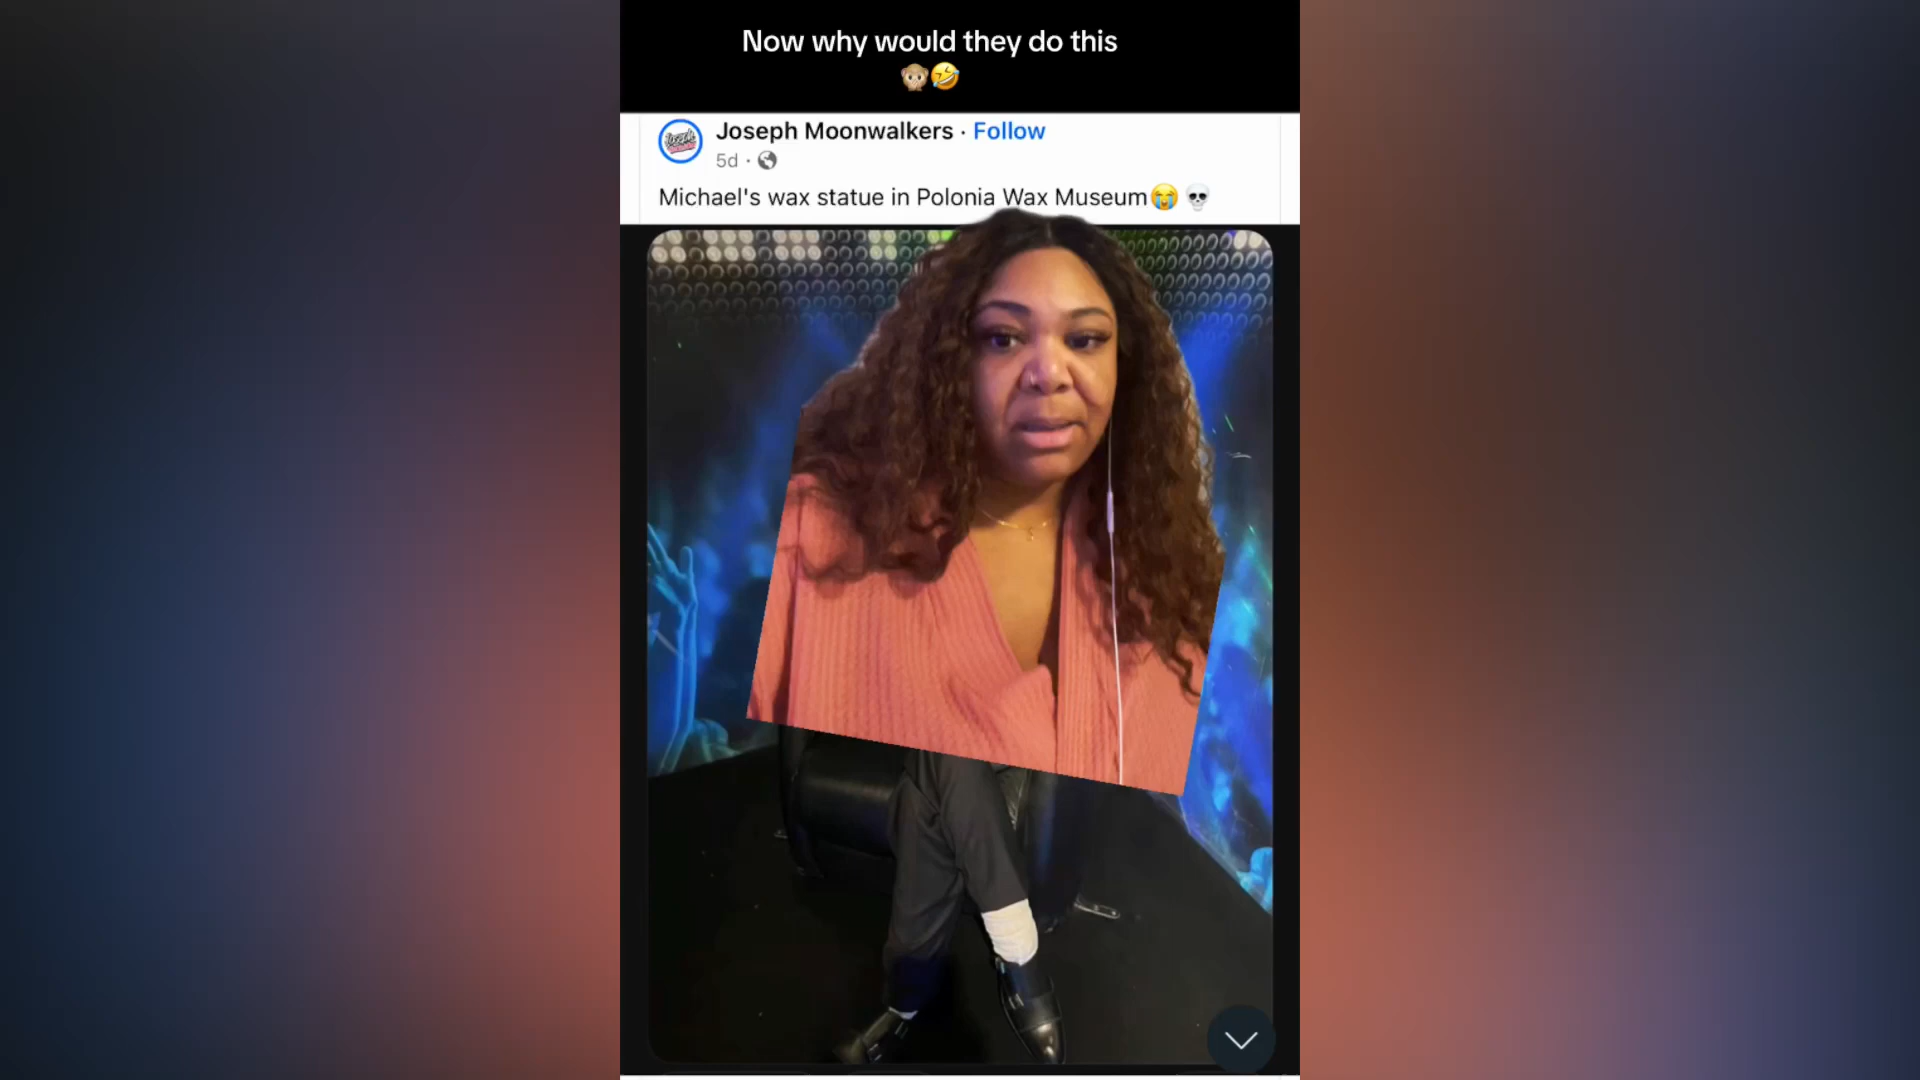 Now why would they do this
🙊🤣
Joseph Moonwalkers · Follow
5d ·
Michael's wax statue in Polonia Wax Museum😭 💀